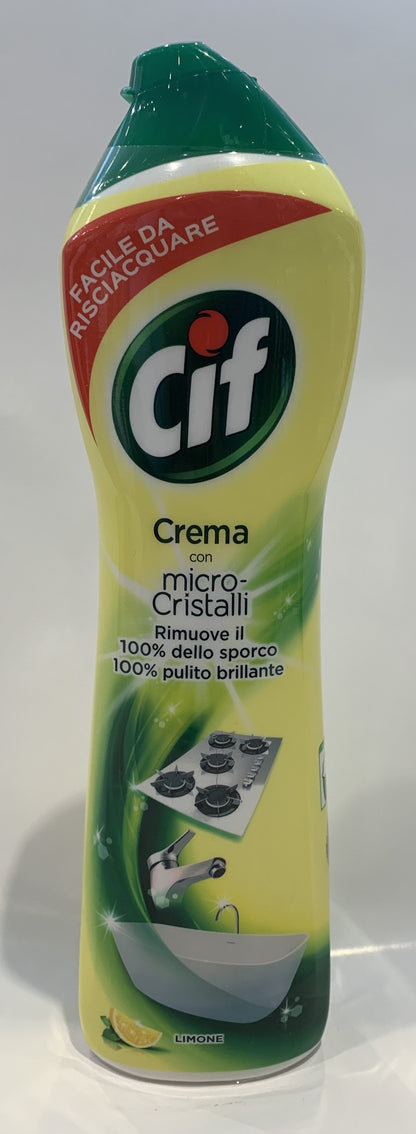 FACILE DA
RISCIACQUARE
Cif
Crema
con
micro-
Cristalli
Rimuove il
100% dello sporco
100% pulito brillante
LIMONE